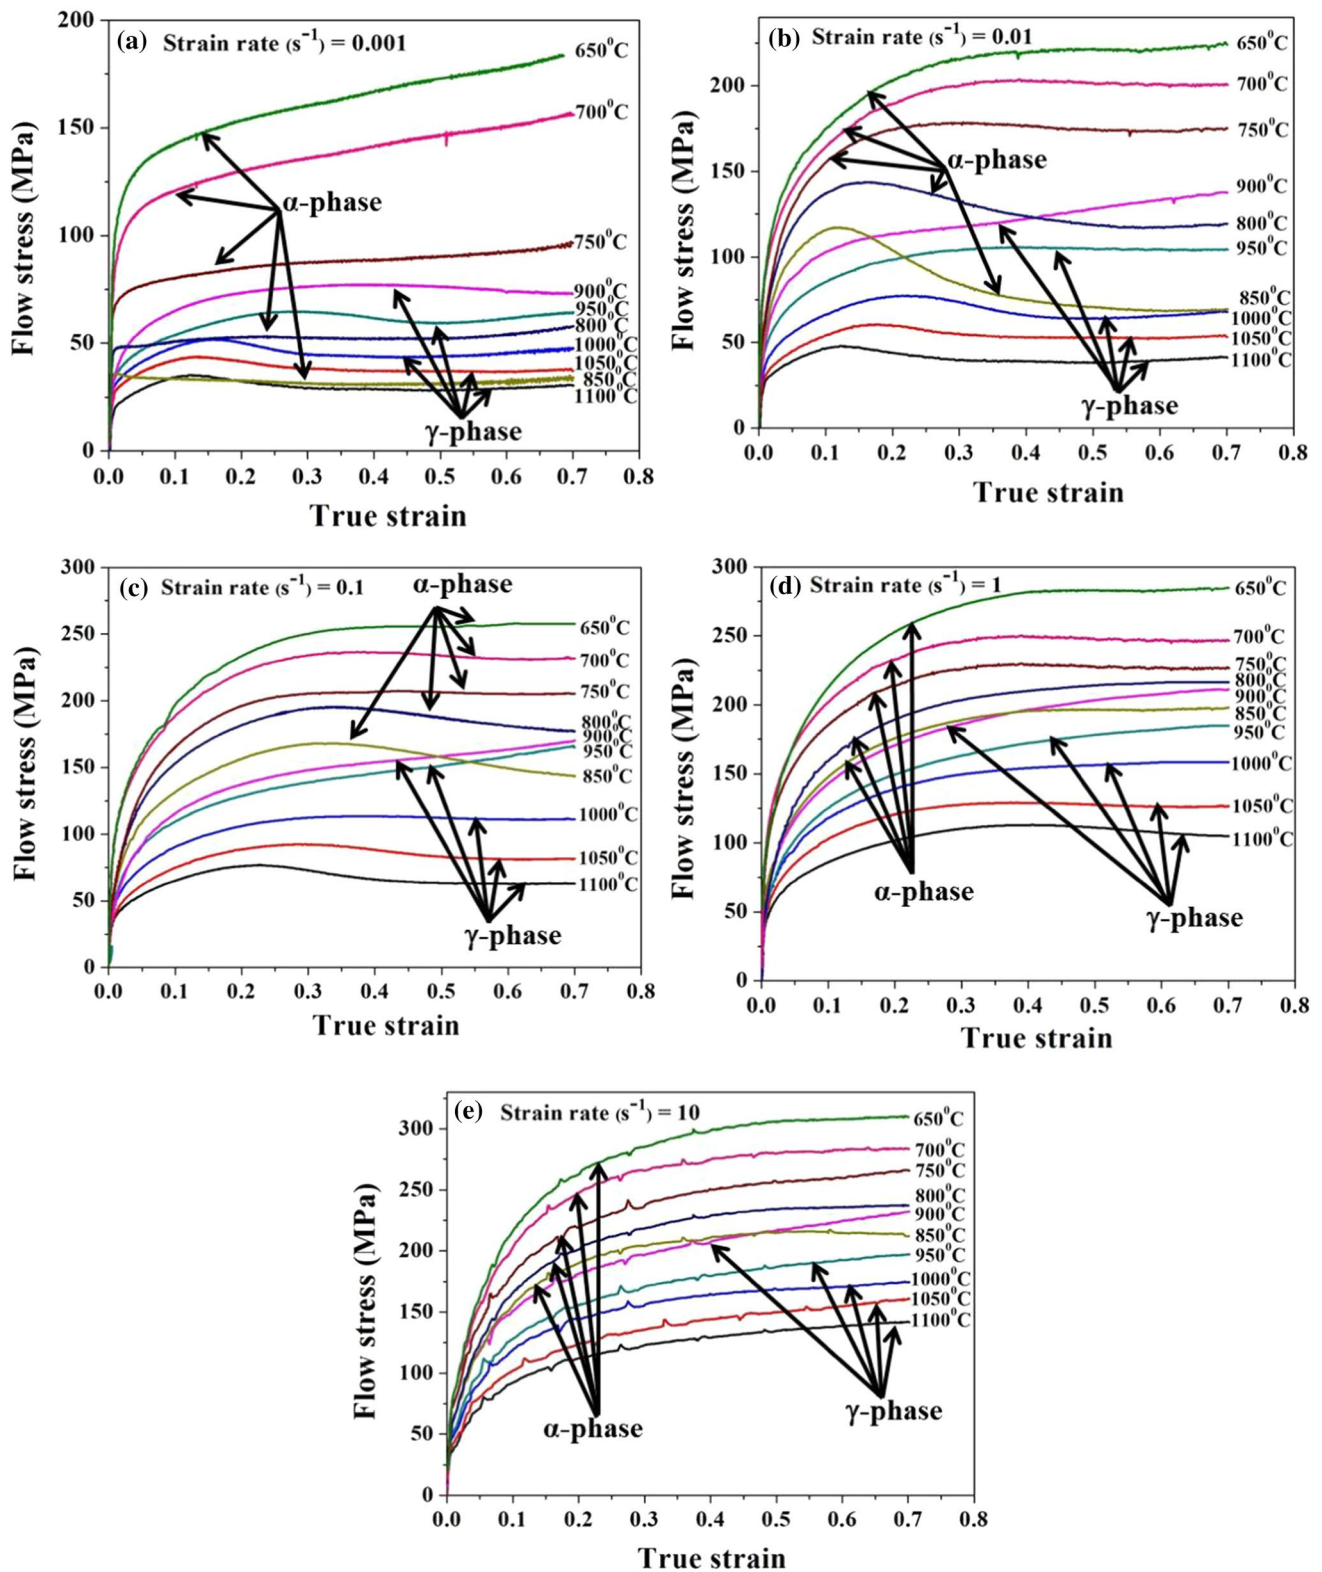 (a) Strain rate (s⁻¹) = 0.001
Flow stress (MPa)
200
150
100
50
0
650⁰C
700⁰C
750⁰C
900⁰C
950⁰C
800⁰C
1000⁰C
1050⁰C
850⁰C
1100⁰C
α-phase
γ-phase
0.0 0.1 0.2 0.3 0.4 0.5 0.6 0.7 0.8
True strain
(b) Strain rate (s⁻¹) = 0.01
Flow stress (MPa)
200
150
100
50
0
650⁰C
700⁰C
750⁰C
900⁰C
800⁰C
950⁰C
850⁰C
1000⁰C
1050⁰C
1100⁰C
α-phase
γ-phase
0.0 0.1 0.2 0.3 0.4 0.5 0.6 0.7 0.8
True strain
(c) Strain rate (s⁻¹) = 0.1
Flow stress (MPa)
300
250
200
150
100
50
0
α-phase
650⁰C
700⁰C
750⁰C
800⁰C
900⁰C
950⁰C
850⁰C
1000⁰C
1050⁰C
1100⁰C
γ-phase
0.0 0.1 0.2 0.3 0.4 0.5 0.6 0.7 0.8
True strain
(d) Strain rate (s⁻¹) = 1
Flow stress (MPa)
300
250
200
150
100
50
0
650⁰C
700⁰C
750⁰C
800⁰C
900⁰C
850⁰C
950⁰C
1000⁰C
1050⁰C
1100⁰C
α-phase
γ-phase
0.0 0.1 0.2 0.3 0.4 0.5 0.6 0.7 0.8
True strain
(e) Strain rate (s⁻¹) = 10
Flow stress (MPa)
300
250
200
150
100
50
0
650⁰C
700⁰C
750⁰C
800⁰C
900⁰C
850⁰C
950⁰C
1000⁰C
1050⁰C
1100⁰C
α-phase
γ-phase
0.0 0.1 0.2 0.3 0.4 0.5 0.6 0.7 0.8
True strain